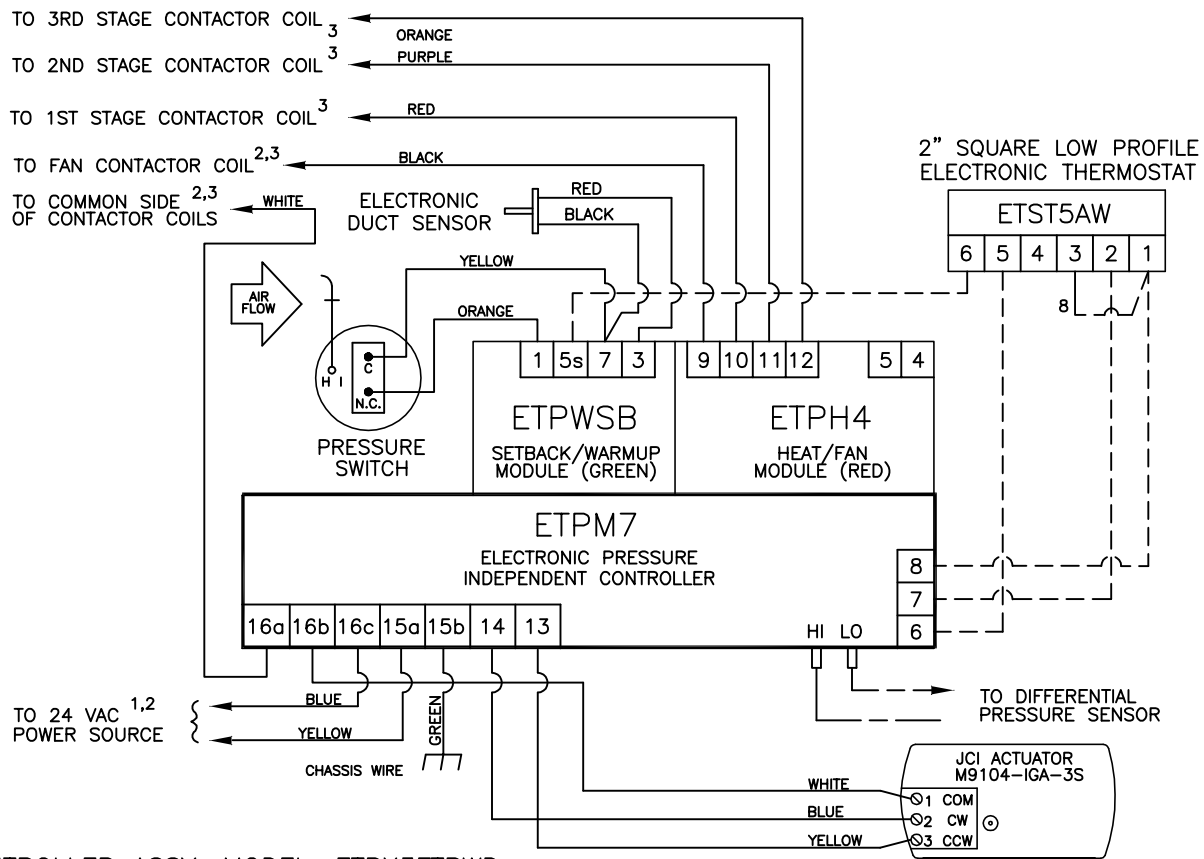 TO 3RD STAGE CONTACTOR COIL 3
ORANGE
TO 2ND STAGE CONTACTOR COIL 3
PURPLE
TO 1ST STAGE CONTACTOR COIL 3
RED
TO FAN CONTACTOR COIL 2,3
BLACK
TO COMMON SIDE 2,3
OF CONTACTOR COILS
WHITE
ELECTRONIC
DUCT SENSOR
RED
BLACK
2" SQUARE LOW PROFILE
ELECTRONIC THERMOSTAT
ETST5AW
6 5 4 3 2 1
8
YELLOW
ORANGE
AIR
FLOW
HI
C
N.C.
PRESSURE
SWITCH
1 5s 7 3
9 10 11 12 5 4
ETPWSB
SETBACK/WARMUP
MODULE (GREEN)
ETPH4
HEAT/FAN
MODULE (RED)
ETPM7
ELECTRONIC PRESSURE
INDEPENDENT CONTROLLER
8
7
6
16a 16b 16c 15a 15b 14 13
HI LO
TO DIFFERENTIAL
PRESSURE SENSOR
TO 24 VAC 1,2
POWER SOURCE
BLUE
YELLOW
GREEN
CHASSIS WIRE
JCI ACTUATOR
M9104-IGA-3S
WHITE
1 COM
BLUE
2 CW
YELLOW
3 CCW